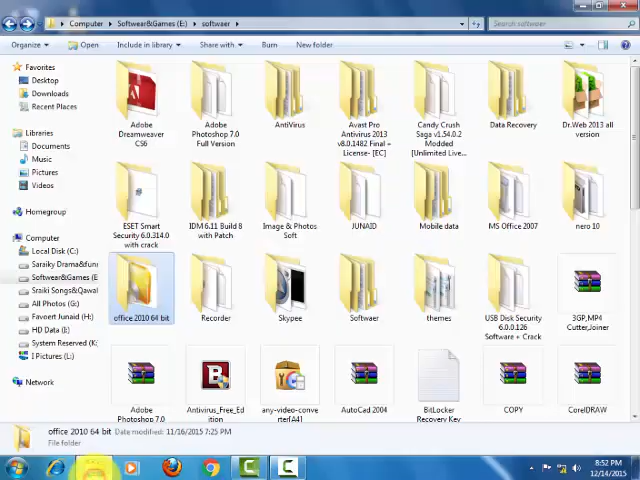 Computer ▸ Softwear&Games (E:) ▸ softwaer ▸
Search softwaer
Organize ▾ Open Include in library ▾ Share with ▾ Burn New folder
Favorites
Desktop
Downloads
Recent Places
Libraries
Documents
Music
Pictures
Videos
Homegroup
Computer
Local Disk (C:)
Saraiky Drama&fun
Softwear&Games (E
Sraiki Songs&Qawal
All Photos (G:)
Favoert Junaid (H:)
HD Data (I:)
System Reserved (K:
I Pictures (L:)
Network
Adobe Dreamweaver CS6
Adobe Photoshop 7.0 Full Version
AntiVirus
Avast Pro Antivirus 2013 v8.0.1482 Final + License- [EC]
Candy Crush Saga v1.54.0.2 Modded [Unlimited Live...
Data Recovery
Dr.Web 2013 all version
ESET Smart Security 6.0.314.0 with crack
IDM 6.11 Build 8 with Patch
Image & Photos Soft
JUNAID
Mobile data
MS Office 2007
nero 10
office 2010 64 bit
Recorder
Skypee
Softwaer
themes
USB Disk Security 6.0.0.126 Software + Crack
3GP,MP4 Cutter,Joiner
Adobe Photoshop 7.0
Antivirus_Free_Edition
any-video-converter[A4]
AutoCad 2004
BitLocker Recovery Key
COPY
CorelDRAW
office 2010 64 bit Date modified: 11/16/2015 7:25 PM
File folder
8:52 PM
12/14/2015